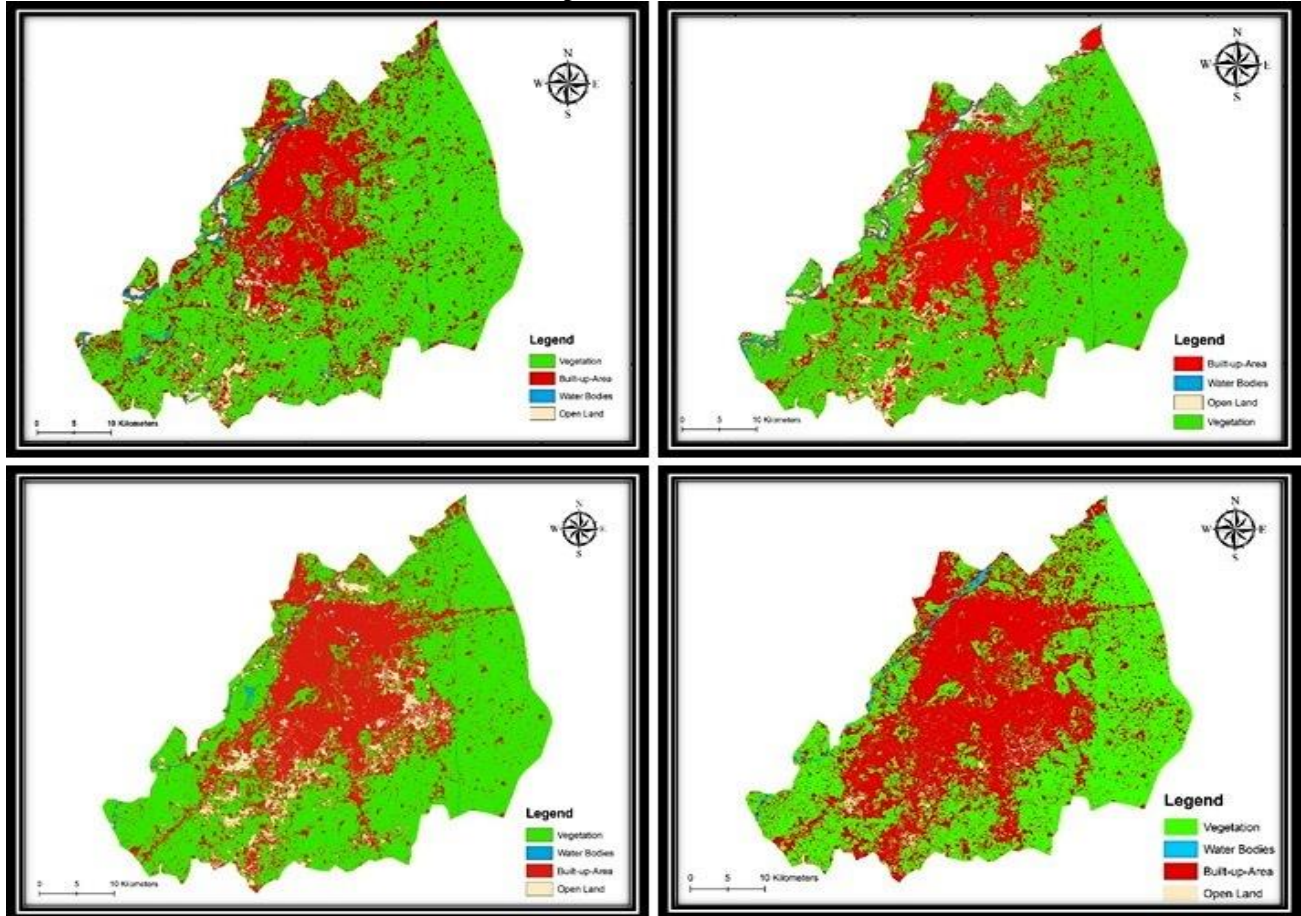 N
W E
S
Legend
Vegetation
Built-up-Area
Water Bodies
Open Land
0 5 10 Kilometers
N
W E
S
Legend
Built-up-Area
Water Bodies
Open Land
Vegetation
0 5 10 Kilometers
N
W E
S
Legend
Vegetation
Water Bodies
Built-up-Area
Open Land
0 5 10 Kilometers
N
W E
S
Legend
Vegetation
Water Bodies
Built-up-Area
Open Land
0 5 10 Kilometers